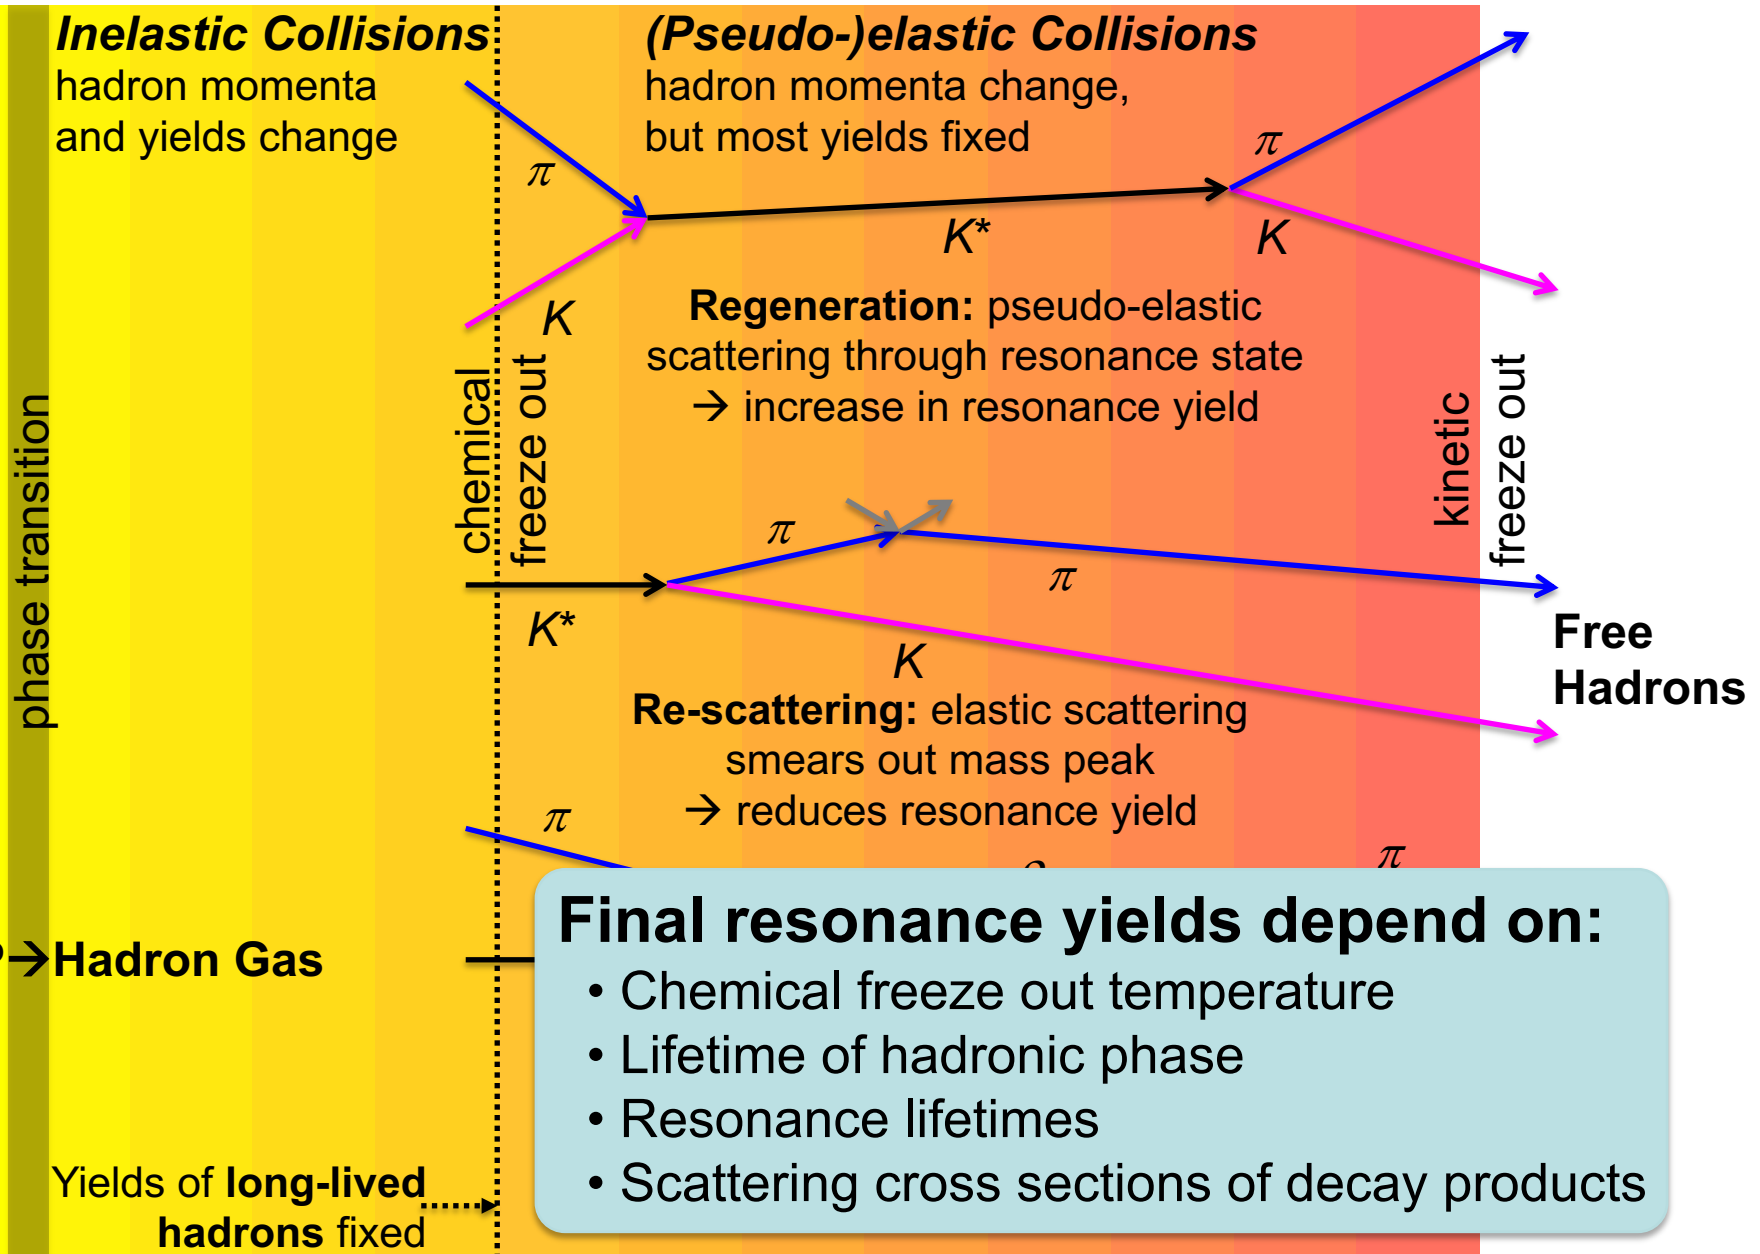 Inelastic Collisions
hadron momenta
and yields change
(Pseudo-)elastic Collisions
hadron momenta change,
but most yields fixed
π
K
K*
π
K
Regeneration: pseudo-elastic
scattering through resonance state
→ increase in resonance yield
phase transition
chemical
freeze out
kinetic
freeze out
π
π
K*
K
Free
Hadrons
Re-scattering: elastic scattering
smears out mass peak
→ reduces resonance yield
π
π
→Hadron Gas
Final resonance yields depend on:
• Chemical freeze out temperature
• Lifetime of hadronic phase
• Resonance lifetimes
• Scattering cross sections of decay products
Yields of long-lived
hadrons fixed